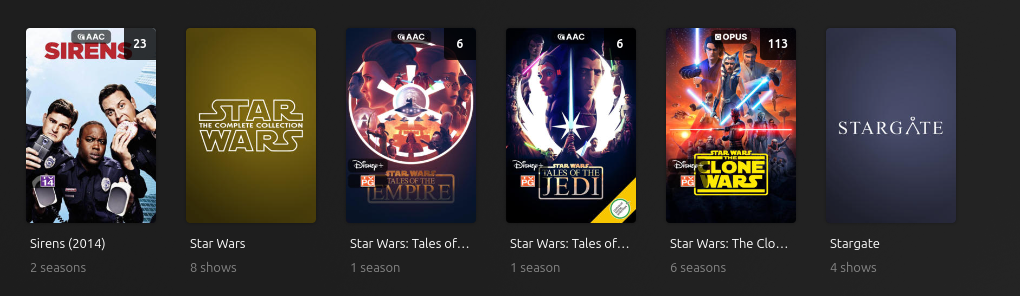 AAC
SIRENS
23
14
Sirens (2014)
2 seasons
STAR
THE COMPLETE COLLECTION
WARS
Star Wars
8 shows
AAC
6
Disney+
TV
PG
STAR WARS
TALES OF THE
EMPIRE
Star Wars: Tales of…
1 season
AAC
6
Disney+
TV
PG
STAR WARS
TALES OF THE
JEDI
Star Wars: Tales of…
1 season
OPUS
113
Disney+
TV
PG
STAR WARS
THE
CLONE
WARS
Star Wars: The Clo…
6 seasons
STARGATE
Stargate
4 shows